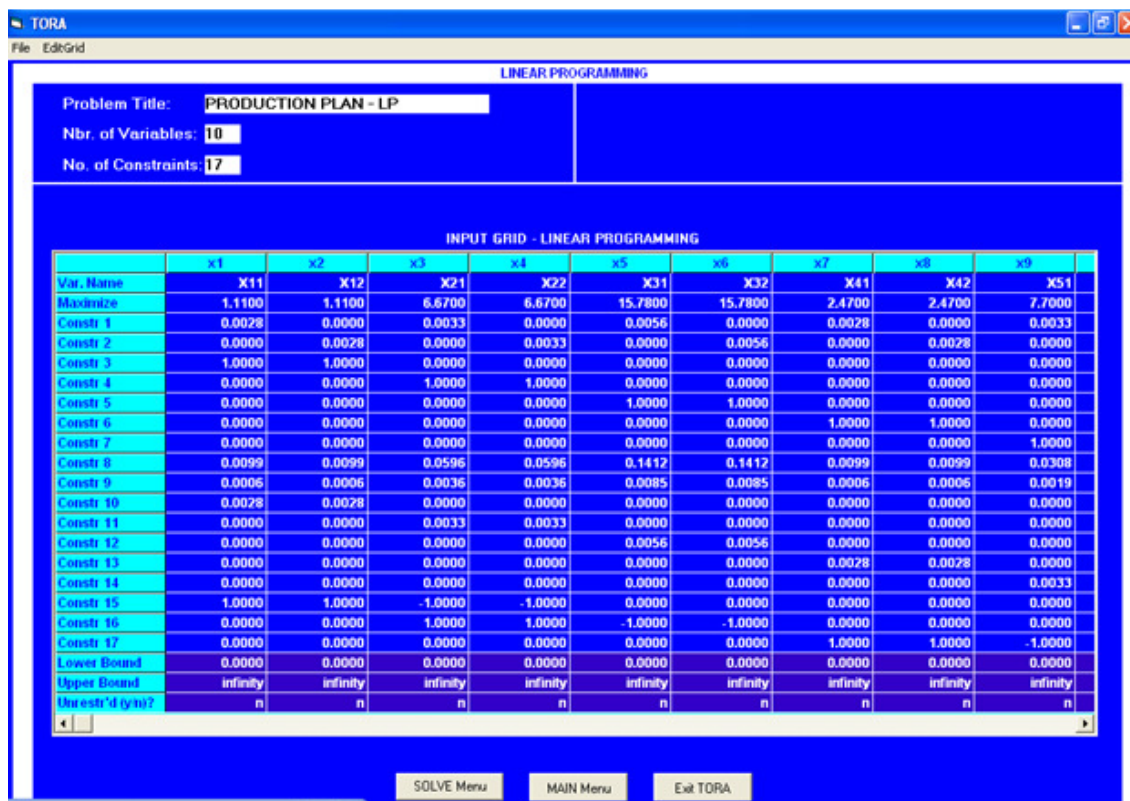 TORA
File EditGrid
LINEAR PROGRAMMING
Problem Title: PRODUCTION PLAN - LP
Nbr. of Variables: 10
No. of Constraints: 17
INPUT GRID - LINEAR PROGRAMMING
x1 x2 x3 x4 x5 x6 x7 x8 x9
Var. Name X11 X12 X21 X22 X31 X32 X41 X42 X51
Maximize 1.1100 1.1100 6.6700 6.6700 15.7800 15.7800 2.4700 2.4700 7.7000
Constr 1 0.0028 0.0000 0.0033 0.0000 0.0056 0.0000 0.0028 0.0000 0.0033
Constr 2 0.0000 0.0028 0.0000 0.0033 0.0000 0.0056 0.0000 0.0028 0.0000
Constr 3 1.0000 1.0000 0.0000 0.0000 0.0000 0.0000 0.0000 0.0000 0.0000
Constr 4 0.0000 0.0000 1.0000 1.0000 0.0000 0.0000 0.0000 0.0000 0.0000
Constr 5 0.0000 0.0000 0.0000 0.0000 1.0000 1.0000 0.0000 0.0000 0.0000
Constr 6 0.0000 0.0000 0.0000 0.0000 0.0000 0.0000 1.0000 1.0000 0.0000
Constr 7 0.0000 0.0000 0.0000 0.0000 0.0000 0.0000 0.0000 0.0000 1.0000
Constr 8 0.0099 0.0099 0.0596 0.0596 0.1412 0.1412 0.0099 0.0099 0.0308
Constr 9 0.0006 0.0006 0.0036 0.0036 0.0085 0.0085 0.0006 0.0006 0.0019
Constr 10 0.0028 0.0028 0.0000 0.0000 0.0000 0.0000 0.0000 0.0000 0.0000
Constr 11 0.0000 0.0000 0.0033 0.0033 0.0000 0.0000 0.0000 0.0000 0.0000
Constr 12 0.0000 0.0000 0.0000 0.0000 0.0056 0.0056 0.0000 0.0000 0.0000
Constr 13 0.0000 0.0000 0.0000 0.0000 0.0000 0.0000 0.0028 0.0028 0.0000
Constr 14 0.0000 0.0000 0.0000 0.0000 0.0000 0.0000 0.0000 0.0000 0.0033
Constr 15 1.0000 1.0000 -1.0000 -1.0000 0.0000 0.0000 0.0000 0.0000 0.0000
Constr 16 0.0000 0.0000 1.0000 1.0000 -1.0000 -1.0000 0.0000 0.0000 0.0000
Constr 17 0.0000 0.0000 0.0000 0.0000 0.0000 0.0000 1.0000 1.0000 -1.0000
Lower Bound 0.0000 0.0000 0.0000 0.0000 0.0000 0.0000 0.0000 0.0000 0.0000
Upper Bound infinity infinity infinity infinity infinity infinity infinity infinity infinity
Unrestr'd (y/n)? n n n n n n n n n
SOLVE Menu MAIN Menu Exit TORA